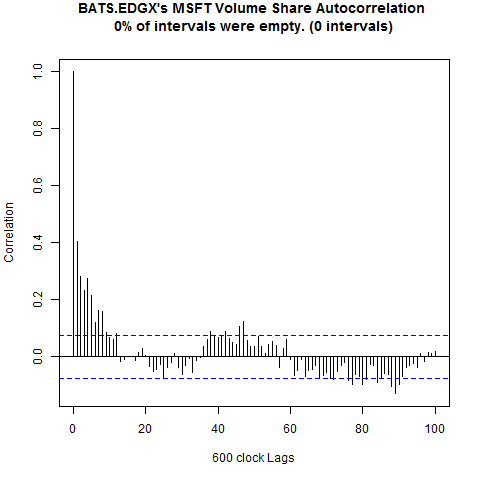 BATS.EDGX's MSFT Volume Share Autocorrelation
0% of intervals were empty. (0 intervals)
1.0
0.8
0.6
0.4
0.2
0.0
Correlation
0 20 40 60 80 100
600 clock Lags